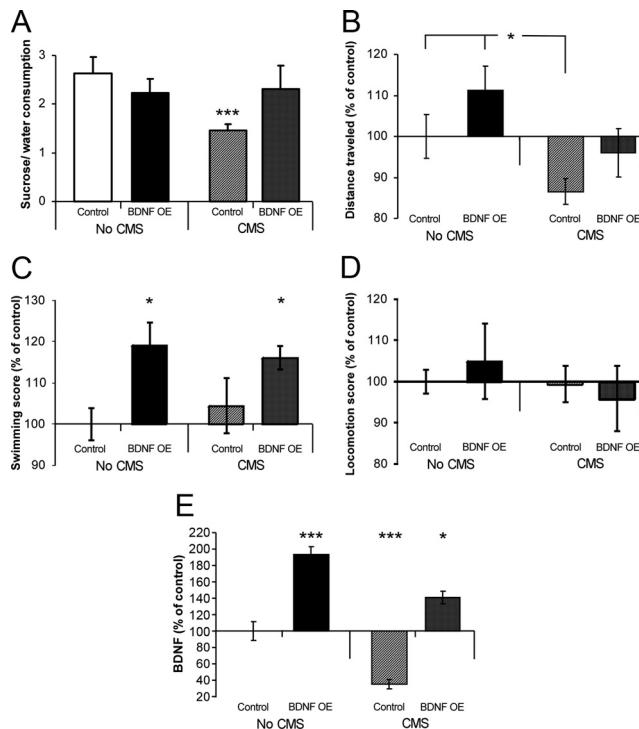 A
Sucrose/ water consumption
3
2
1
0
***
Control BDNF OE Control BDNF OE
No CMS CMS
B
Distance traveled (% of control)
120
110
100
90
80
*
Control BDNF OE Control BDNF OE
No CMS CMS
C
Swimming score (% of control)
130
120
110
100
90
* *
Control BDNF OE Control BDNF OE
No CMS CMS
D
Locomotion score (% of control)
120
110
100
90
80
Control BDNF OE Control BDNF OE
No CMS CMS
E
BDNF (% of control)
220
200
180
160
140
120
100
80
60
40
20
*** *** *
Control BDNF OE Control BDNF OE
No CMS CMS